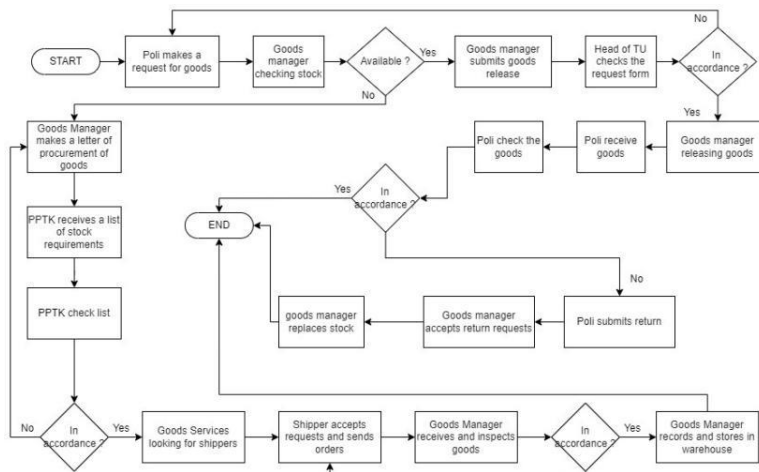 No
START
Poli makes a
request for goods
Goods
manager
checking stock
Available ?
Yes
Goods manager
submits goods
release
Head of TU
checks the
request form
In
accordance ?
No
Yes
Goods Manager
makes a letter of
procurement of
goods
Poli check the
goods
Poli receive
goods
Goods manager
releasing goods
Yes
In
accordance ?
PPTK receives a list
of stock
requirements
END
No
PPTK check list
goods manager
replaces stock
Goods manager
accepts return requests
Poli submits return
No
In
accordance ?
Yes
Goods Services
looking for shippers
Shipper accepts
requests and sends
orders
Goods Manager
receives and inspects
goods
In
accordance ?
Yes
Goods Manager
records and stores in
warehouse